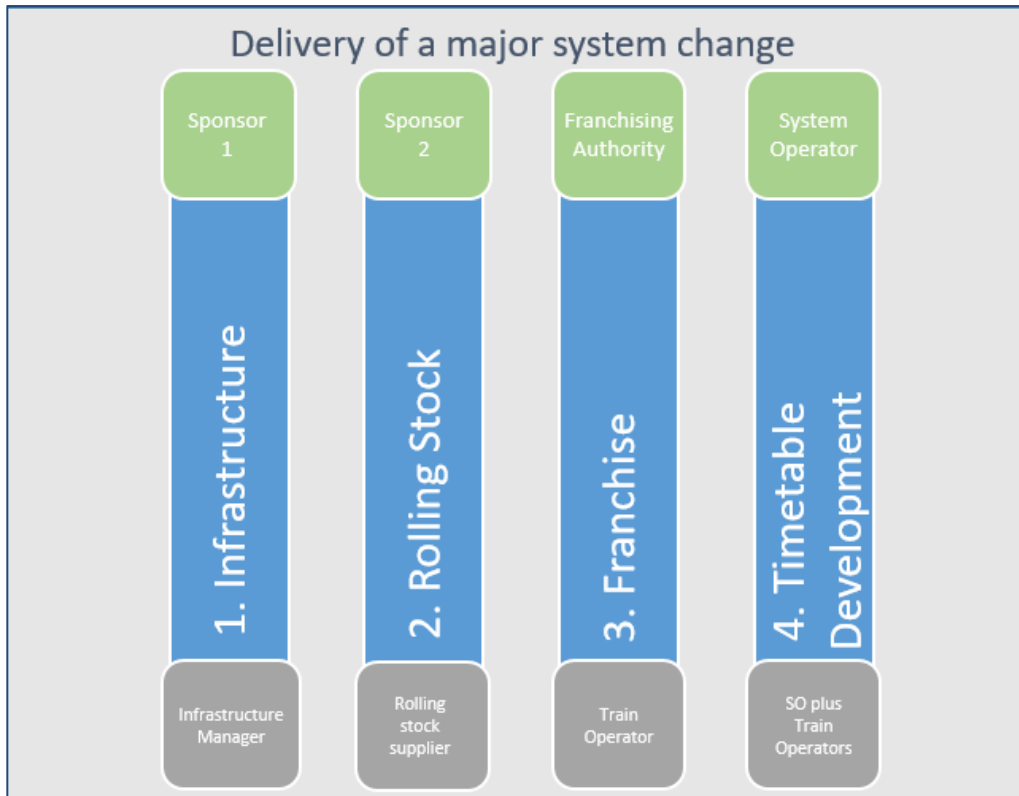 Delivery of a major system change
Sponsor
1
Sponsor
2
Franchising
Authority
System
Operator
1. Infrastructure
2. Rolling Stock
3. Franchise
4. Timetable
Development
Infrastructure
Manager
Rolling
stock
supplier
Train
Operator
SO plus
Train
Operators